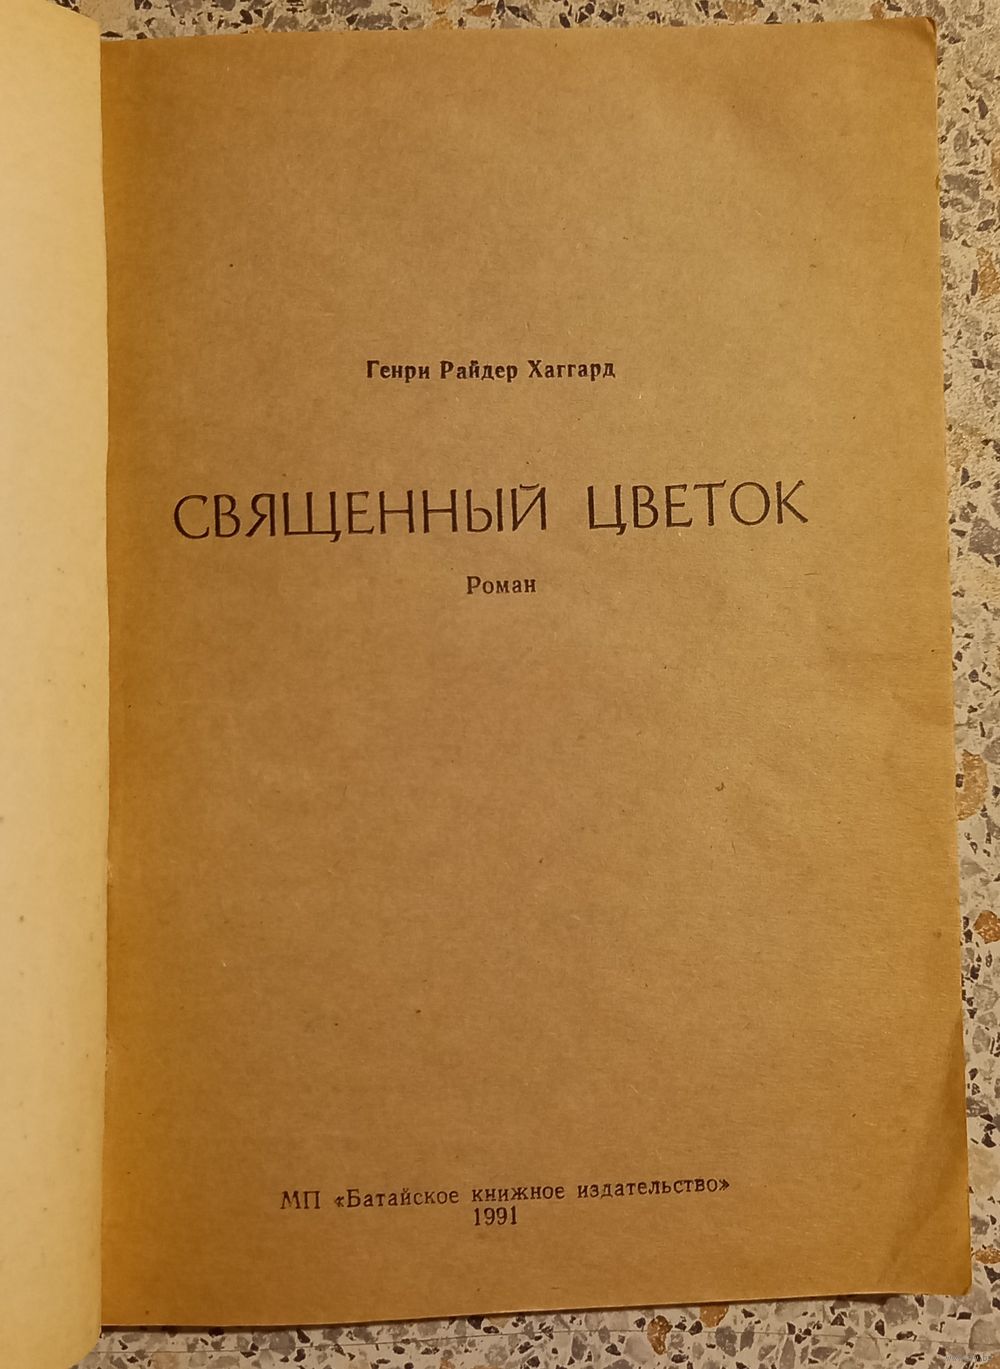 Генри Райдер Хаггард
СВЯЩЕННЫЙ ЦВЕТОК
Роман
МП «Батайское книжное издательство»
1991